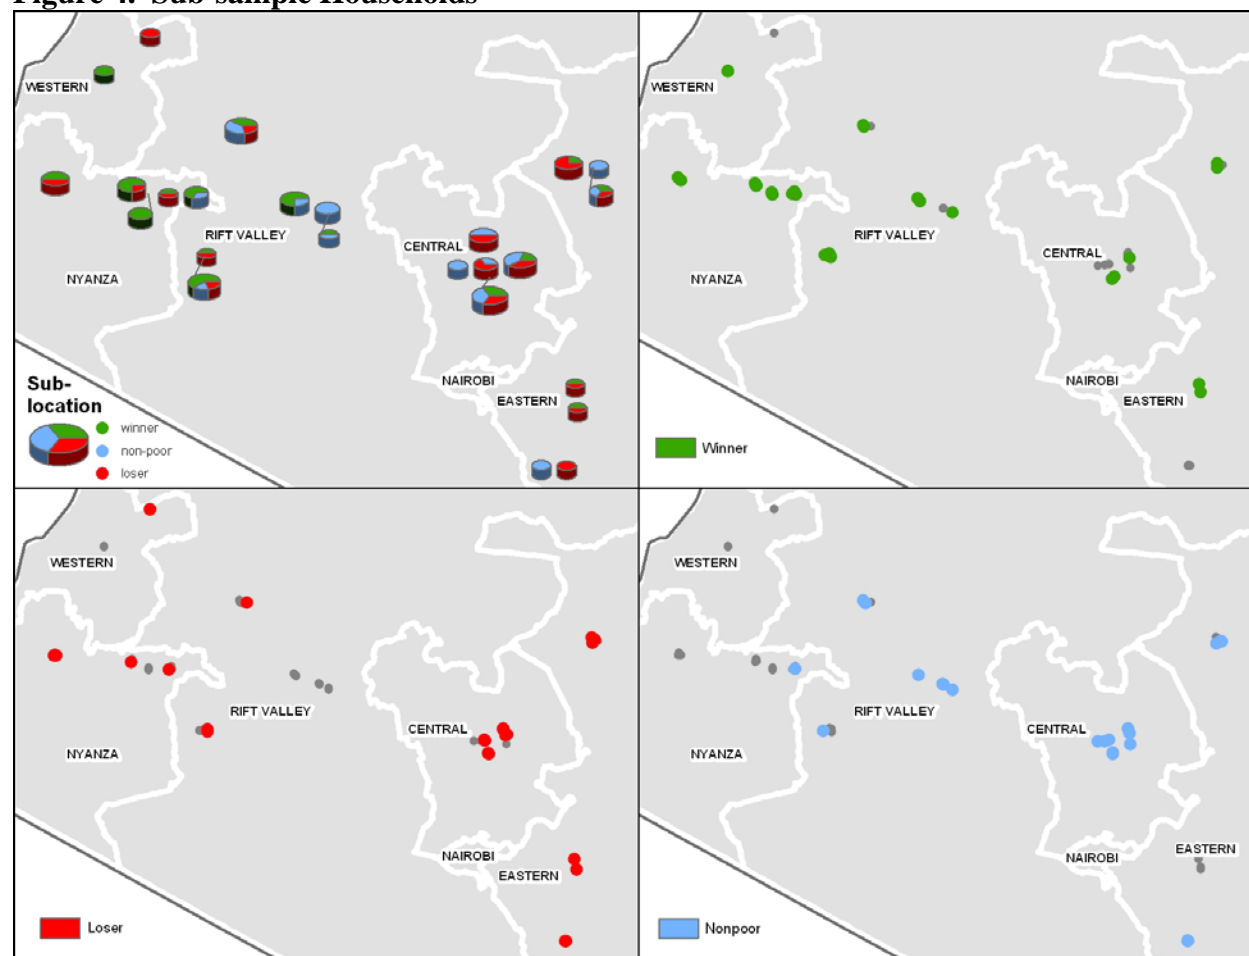 Figure 4. Sub-sample Households
WESTERN
RIFT VALLEY
CENTRAL
NYANZA
NAIROBI
EASTERN
Sub-
location
winner
non-poor
loser
WESTERN
RIFT VALLEY
CENTRAL
NYANZA
NAIROBI
EASTERN
Winner
WESTERN
RIFT VALLEY
CENTRAL
NYANZA
NAIROBI
EASTERN
Loser
WESTERN
RIFT VALLEY
CENTRAL
NYANZA
EASTERN
NAIROBI
Nonpoor